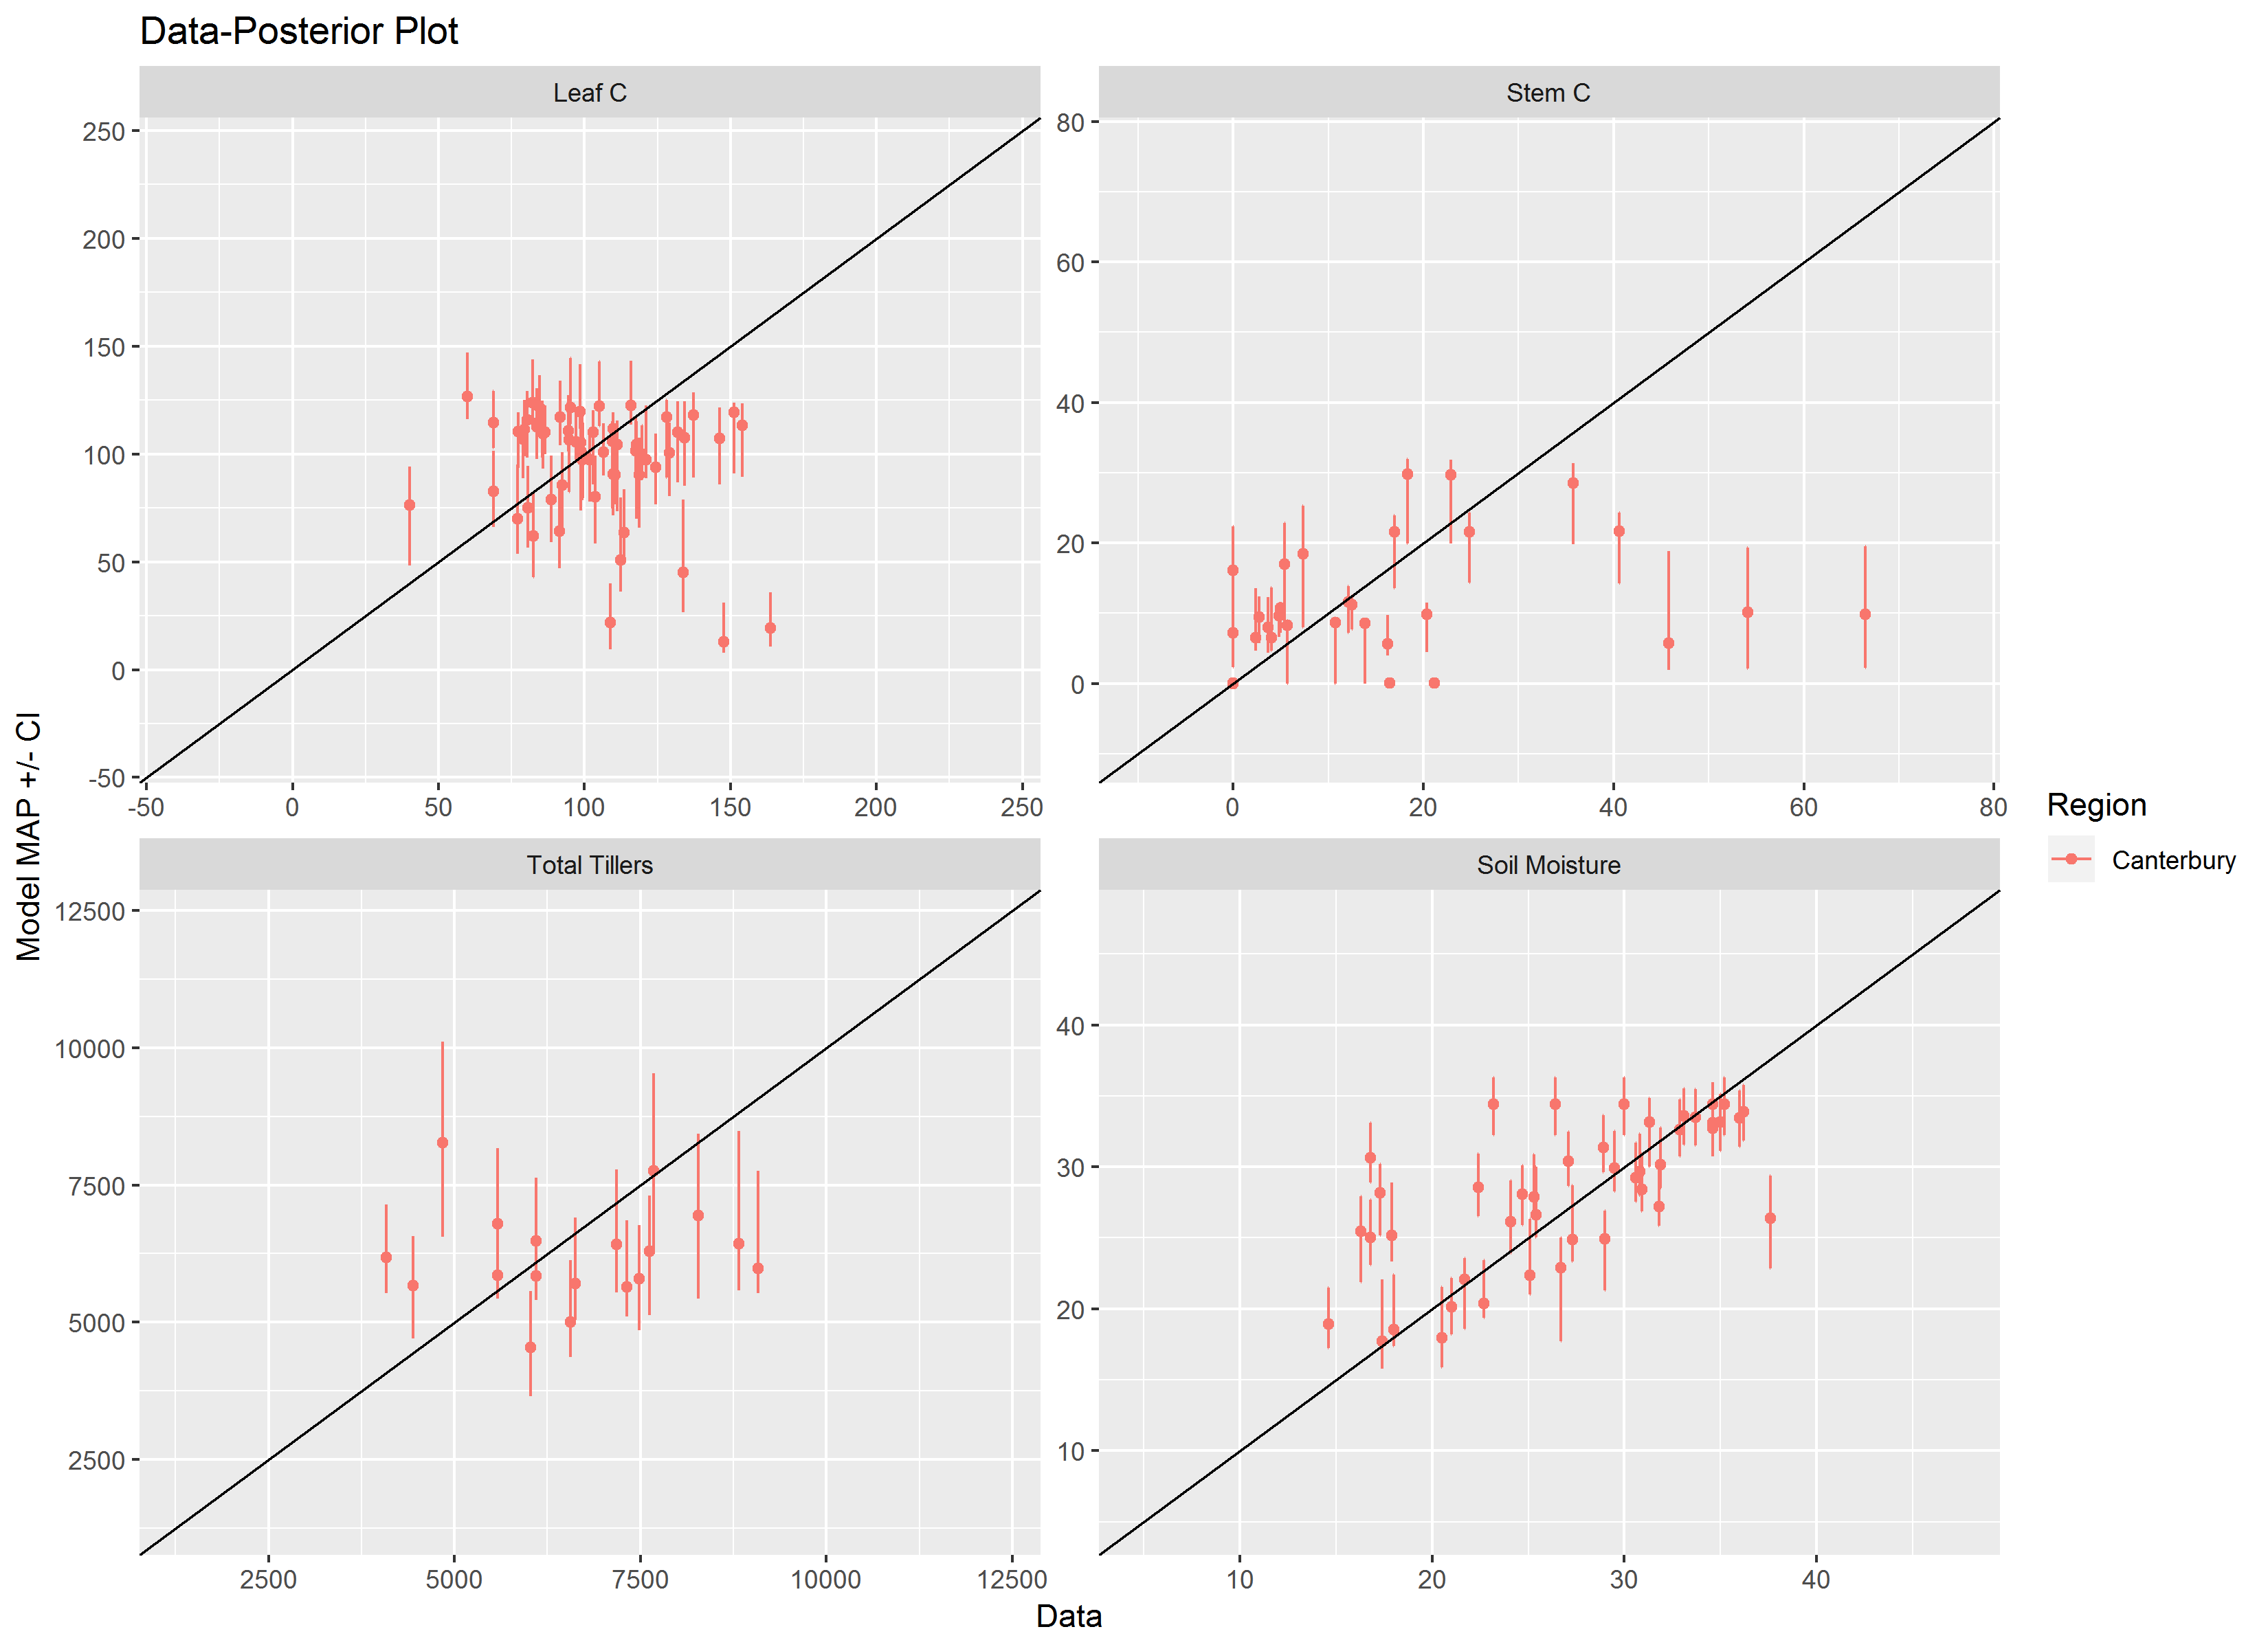 Data-Posterior Plot
Leaf C
Stem C
250
200
150
100
50
0
-50
80
60
40
20
0
-50 0 50 100 150 200 250
0 20 40 60 80
Model MAP +/- CI
Region
Canterbury
Total Tillers
Soil Moisture
12500
10000
7500
5000
2500
40
30
20
10
2500 5000 7500 10000 12500
10 20 30 40
Data